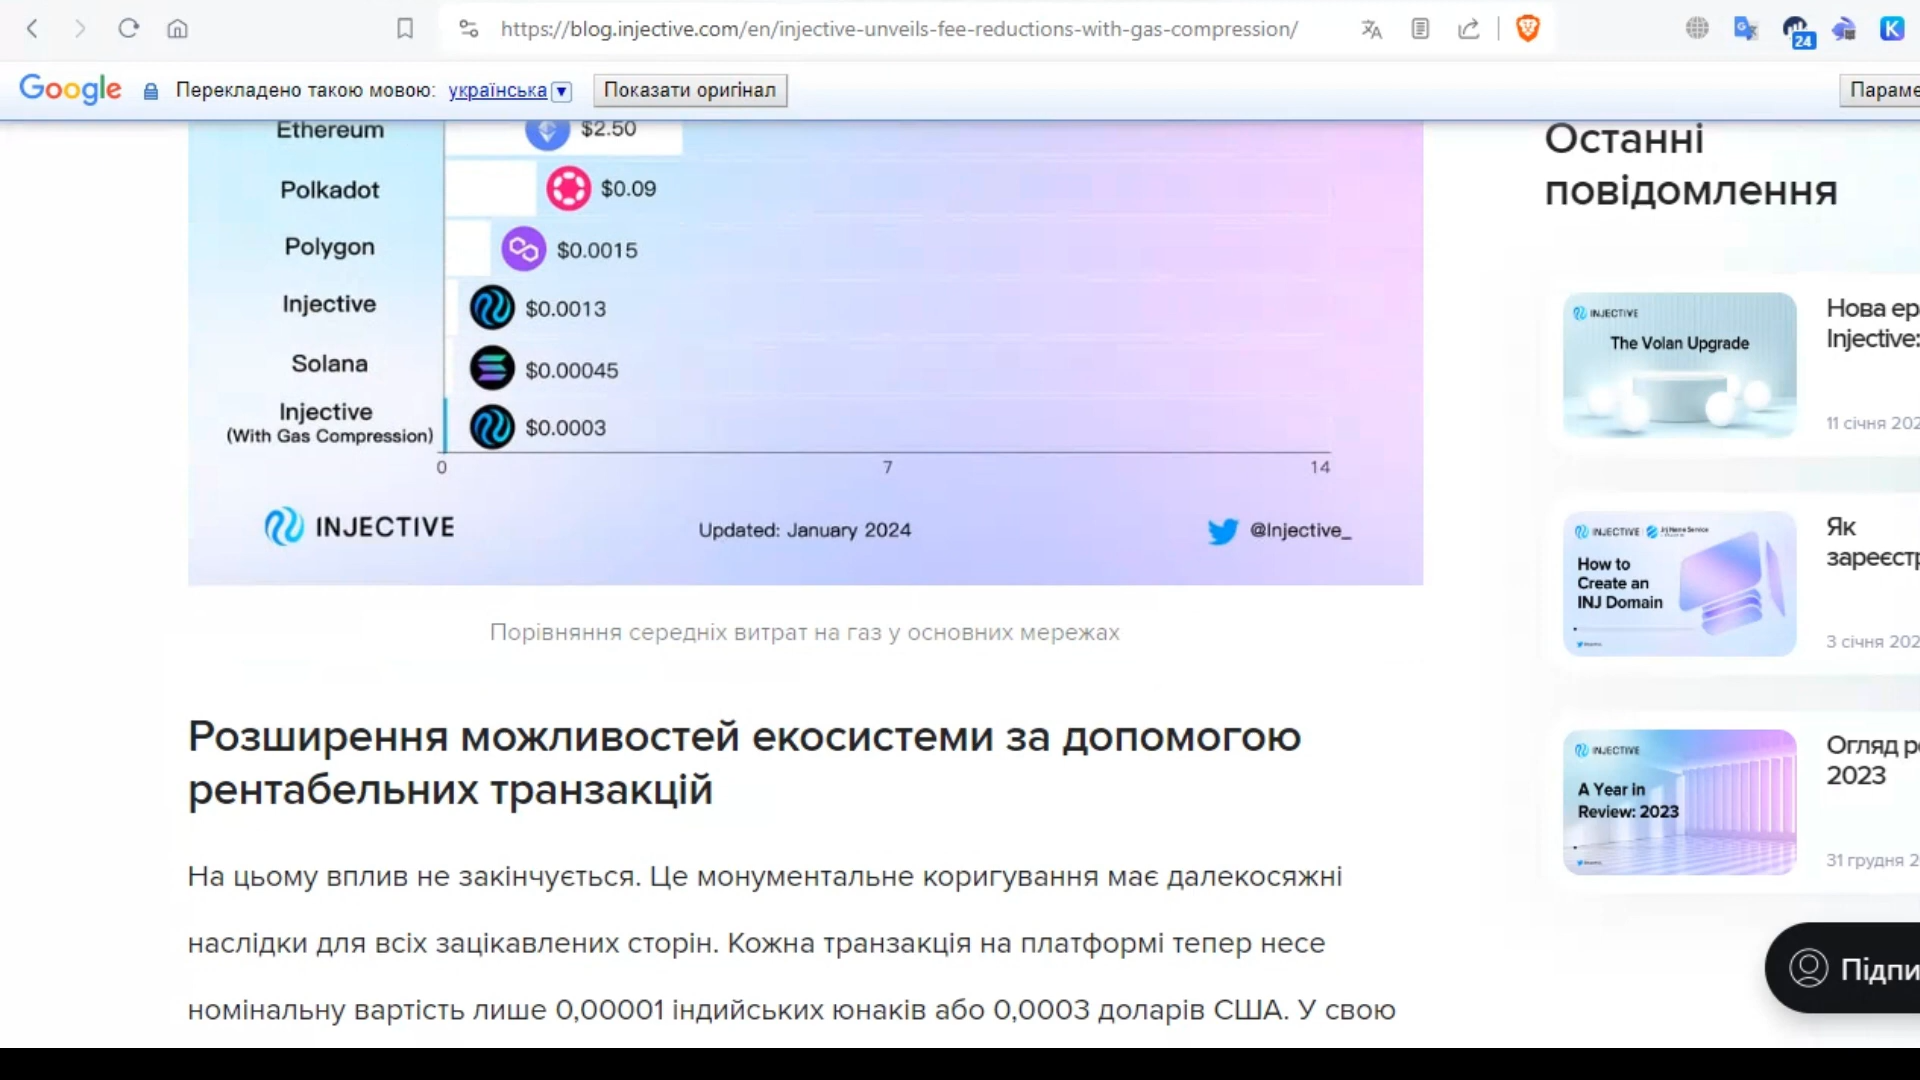 https://blog.injective.com/en/injective-unveils-fee-reductions-with-gas-compression/
24
K
Google
Перекладено такою мовою: українська
Показати оригінал
Параме
Ethereum $2.50
Polkadot $0.09
Polygon $0.0015
Injective $0.0013
Solana $0.00045
Injective
(With Gas Compression) $0.0003
0 7 14
INJECTIVE
Updated: January 2024
@Injective_
Порівняння середніх витрат на газ у основних мережах
Розширення можливостей екосистеми за допомогою
рентабельних транзакцій
На цьому вплив не закінчується. Це монументальне коригування має далекосяжні
наслідки для всіх зацікавлених сторін. Кожна транзакція на платформі тепер несе
номінальну вартість лише 0,00001 індийських юнаків або 0,0003 доларів США. У свою
Останні
повідомлення
INJECTIVE
The Volan Upgrade
Нова ер
Injective:
11 січня 202
INJECTIVE
Inj Name Service
How to
Create an
INJ Domain
Як
зареєстр
3 січня 202
INJECTIVE
A Year in
Review: 2023
Огляд р
2023
31 грудня 2
Підпи